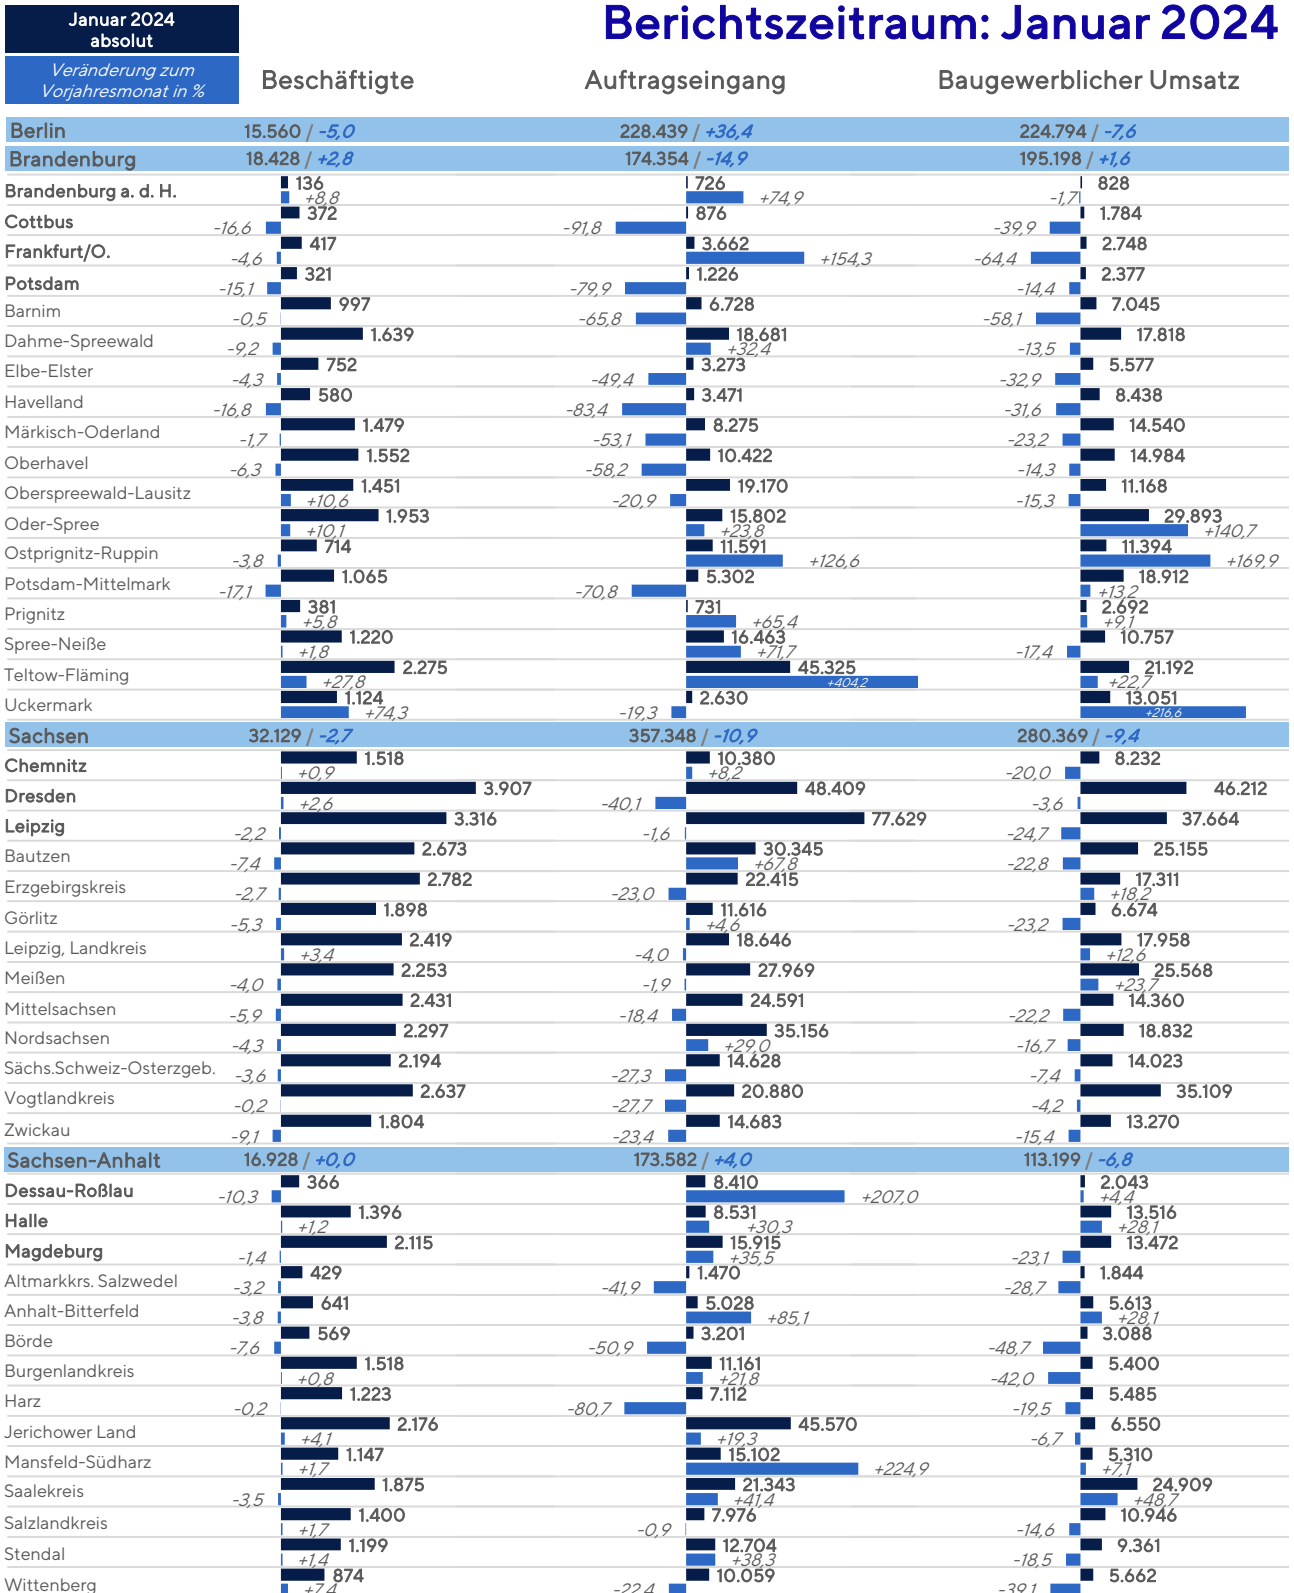 Januar 2024
absolut
Berichtszeitraum: Januar 2024
Veränderung zum
Vorjahresmonat in %
Beschäftigte Auftragseingang Baugewerblicher Umsatz
Berlin 15.560 / -5,0 228.439 / +36,4 224.794 / -7,6
Brandenburg 18.428 / +2,8 174.354 / -14,9 195.198 / +1,6
Brandenburg a. d. H. 136 +8,8 726 +74,9 828 -1,7
Cottbus 372 -16,6 876 -91,8 1.784 -39,9
Frankfurt/O. 417 -4,6 3.662 +154,3 2.748 -64,4
Potsdam 321 -15,1 1.226 -79,9 2.377 -14,4
Barnim 997 -0,5 6.728 -65,8 7.045 -58,1
Dahme-Spreewald 1.639 -9,2 18.681 +32,4 17.818 -13,5
Elbe-Elster 752 -4,3 3.273 -49,4 5.577 -32,9
Havelland 580 -16,8 3.471 -83,4 8.438 -31,6
Märkisch-Oderland 1.479 -1,7 8.275 -53,1 14.540 -23,2
Oberhavel 1.552 -6,3 10.422 -58,2 14.984 -14,3
Oberspreewald-Lausitz 1.451 +10,6 19.170 -20,9 11.168 -15,3
Oder-Spree 1.953 +10,1 15.802 +23,8 29.893 +140,7
Ostprignitz-Ruppin 714 -3,8 11.591 +126,6 11.394 +169,9
Potsdam-Mittelmark 1.065 -17,1 5.302 -70,8 18.912 +13,2
Prignitz 381 +5,8 731 +65,4 2.692 +9,1
Spree-Neiße 1.220 +1,8 16.463 +71,7 10.757 -17,4
Teltow-Fläming 2.275 +27,8 45.325 +404,2 21.192 +22,7
Uckermark 1.124 +74,3 2.630 -19,3 13.051 +216,6
Sachsen 32.129 / -2,7 357.348 / -10,9 280.369 / -9,4
Chemnitz 1.518 +0,9 10.380 +8,2 8.232 -20,0
Dresden 3.907 +2,6 48.409 -40,1 46.212 -3,6
Leipzig 3.316 -2,2 77.629 -1,6 37.664 -24,7
Bautzen 2.673 -7,4 30.345 +67,8 25.155 -22,8
Erzgebirgskreis 2.782 -2,7 22.415 -23,0 17.311 +18,2
Görlitz 1.898 -5,3 11.616 +4,6 6.674 -23,2
Leipzig, Landkreis 2.419 +3,4 18.646 -4,0 17.958 +12,6
Meißen 2.253 -4,0 27.969 -1,9 25.568 +23,7
Mittelsachsen 2.431 -5,9 24.591 -18,4 14.360 -22,2
Nordsachsen 2.297 -4,3 35.156 +29,0 18.832 -16,7
Sächs.Schweiz-Osterzgeb. 2.194 -3,6 14.628 -27,3 14.023 -7,4
Vogtlandkreis 2.637 -0,2 20.880 -27,7 35.109 -4,2
Zwickau 1.804 -9,1 14.683 -23,4 13.270 -15,4
Sachsen-Anhalt 16.928 / +0,0 173.582 / +4,0 113.199 / -6,8
Dessau-Roßlau 366 -10,3 8.410 +207,0 2.043 +4,4
Halle 1.396 +1,2 8.531 +30,3 13.516 +28,1
Magdeburg 2.115 -1,4 15.915 +35,5 13.472 -23,1
Altmarkkrs. Salzwedel 429 -3,2 1.470 -41,9 1.844 -28,7
Anhalt-Bitterfeld 641 -3,8 5.028 +85,1 5.613 +28,1
Börde 569 -7,6 3.201 -50,9 3.088 -48,7
Burgenlandkreis 1.518 +0,8 11.161 +21,8 5.400 -42,0
Harz 1.223 -0,2 7.112 -80,7 5.485 -19,5
Jerichower Land 2.176 +4,1 45.570 +19,3 6.550 -6,7
Mansfeld-Südharz 1.147 +1,7 15.102 +224,9 5.310 +7,1
Saalekreis 1.875 -3,5 21.343 +41,4 24.909 +48,7
Salzlandkreis 1.400 +1,7 7.976 -0,9 10.946 -14,6
Stendal 1.199 +1,4 12.704 +38,3 9.361 -18,5
Wittenberg 874 +7,4 10.059 -22,4 5.662 -39,1